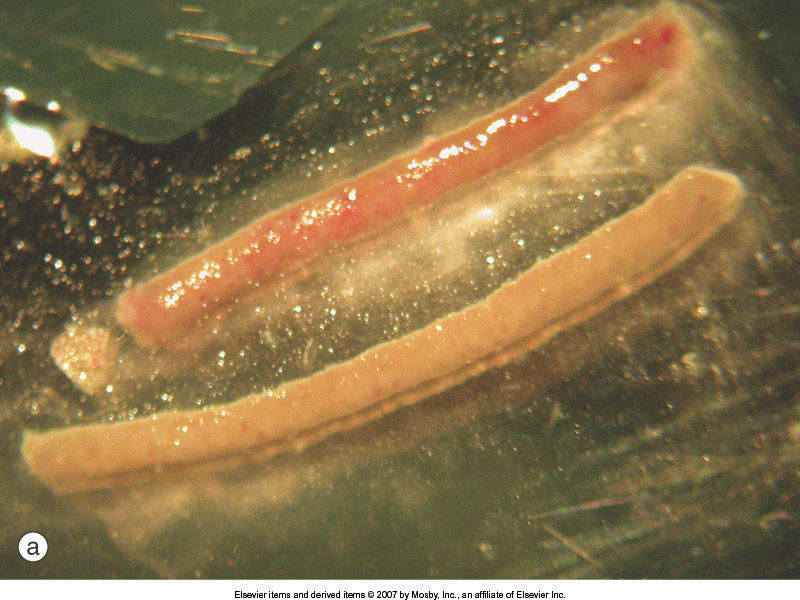 a
Elsevier items and derived items © 2007 by Mosby, Inc., an affiliate of Elsevier Inc.